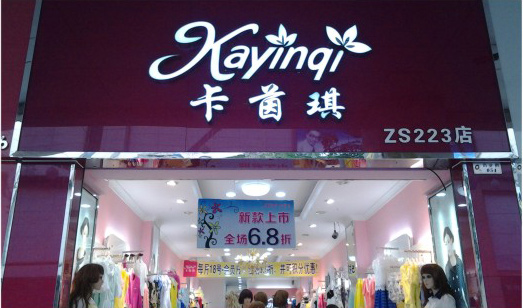 Kayinqi
卡茵琪
ZS223店
新款上市
全场6.8折